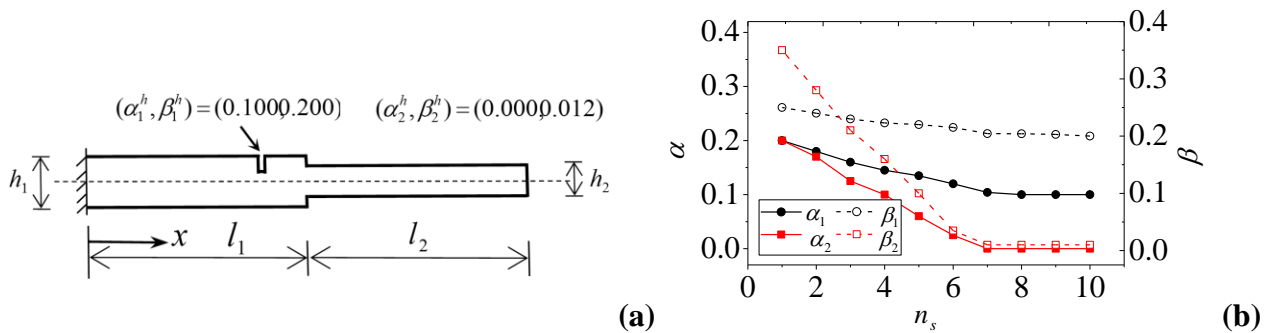 (α₁ʰ, β₁ʰ) = (0.1000,0.200)
(α₂ʰ, β₂ʰ) = (0.0000,0.012)
h₁
h₂
x
l₁
l₂
(a)
0.4
0.3
0.2
0.1
0.0
α
0.4
0.3
0.2
0.1
0.0
β
α₁ β₁
α₂ β₂
2 4 6 8 10
nₛ
(b)